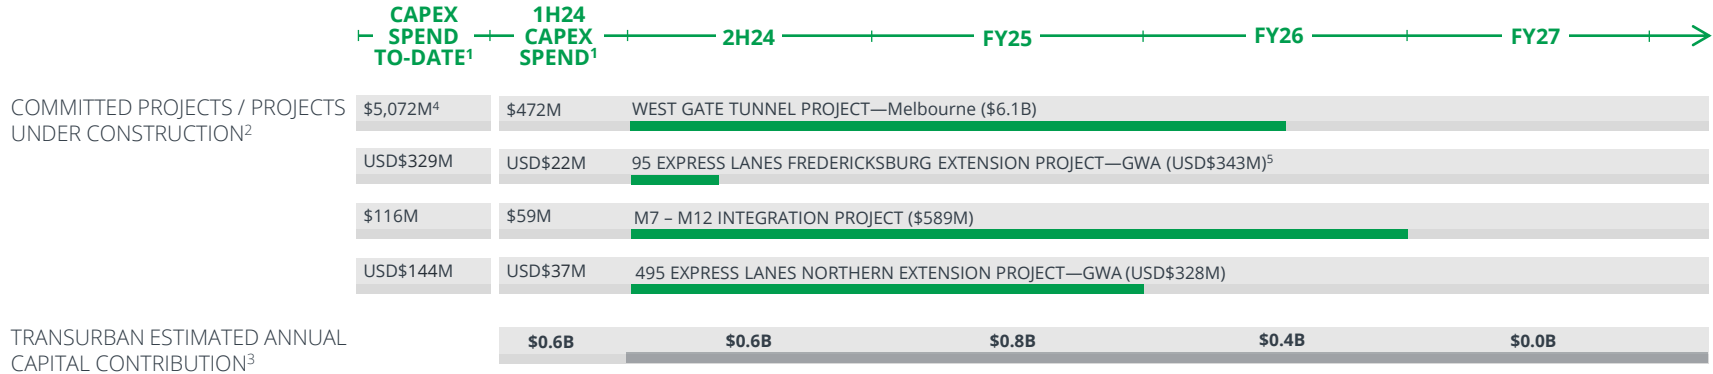 CAPEX SPEND TO-DATE¹
1H24 CAPEX SPEND¹
2H24
FY25
FY26
FY27
COMMITTED PROJECTS / PROJECTS UNDER CONSTRUCTION²
$5,072M⁴
$472M
WEST GATE TUNNEL PROJECT—Melbourne ($6.1B)
USD$329M
USD$22M
95 EXPRESS LANES FREDERICKSBURG EXTENSION PROJECT—GWA (USD$343M)⁵
$116M
$59M
M7 – M12 INTEGRATION PROJECT ($589M)
USD$144M
USD$37M
495 EXPRESS LANES NORTHERN EXTENSION PROJECT—GWA (USD$328M)
TRANSURBAN ESTIMATED ANNUAL CAPITAL CONTRIBUTION³
$0.6B
$0.6B
$0.8B
$0.4B
$0.0B